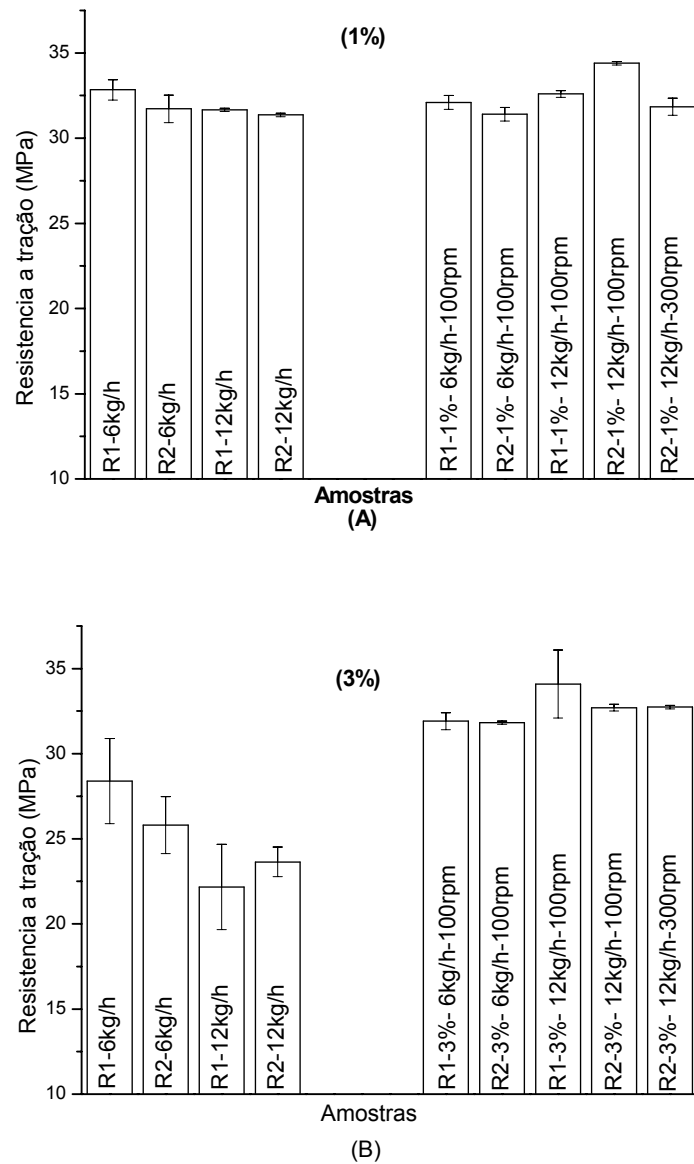 (1%)
Resistencia a tração (MPa)
35
30
25
20
15
10
R1-6kg/h
R2-6kg/h
R1-12kg/h
R2-12kg/h
R1-1%- 6kg/h-100rpm
R2-1%- 6kg/h-100rpm
R1-1%- 12kg/h-100rpm
R2-1%- 12kg/h-100rpm
R2-1%- 12kg/h-300rpm
Amostras
(A)
(3%)
Resistencia a tração (MPa)
35
30
25
20
15
10
R1-6kg/h
R2-6kg/h
R1-12kg/h
R2-12kg/h
R1-3%- 6kg/h-100rpm
R2-3%- 6kg/h-100rpm
R1-3%- 12kg/h-100rpm
R2-3%- 12kg/h-100rpm
R2-3%- 12kg/h-300rpm
Amostras
(B)